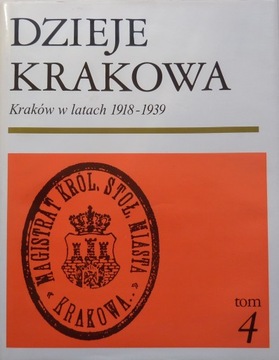 DZIEJE
KRAKOWA
Kraków w latach 1918-1939
MAGISTRAT KRÓL. STOŁ. MIASTA
KRAKOWA.
tom
4